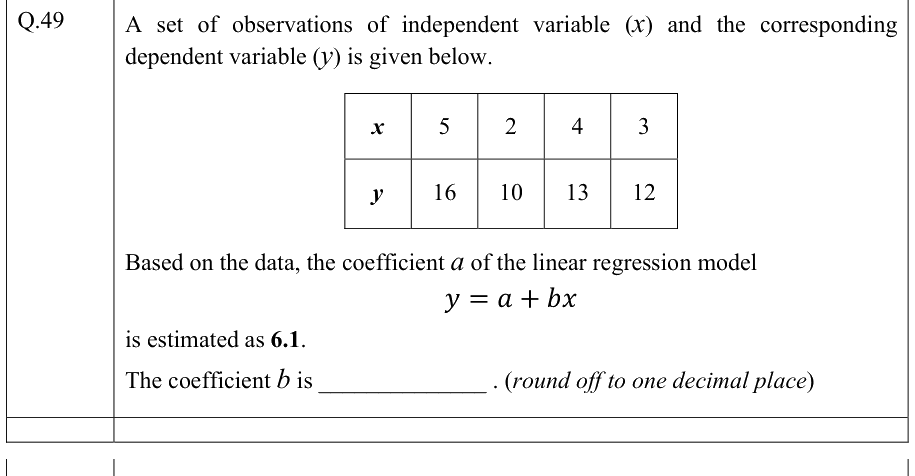 Q.49
A set of observations of independent variable (x) and the corresponding
dependent variable (y) is given below.
x 5 2 4 3
y 16 10 13 12
Based on the data, the coefficient a of the linear regression model
y = a + bx
is estimated as 6.1.
The coefficient b is ______________ . (round off to one decimal place)